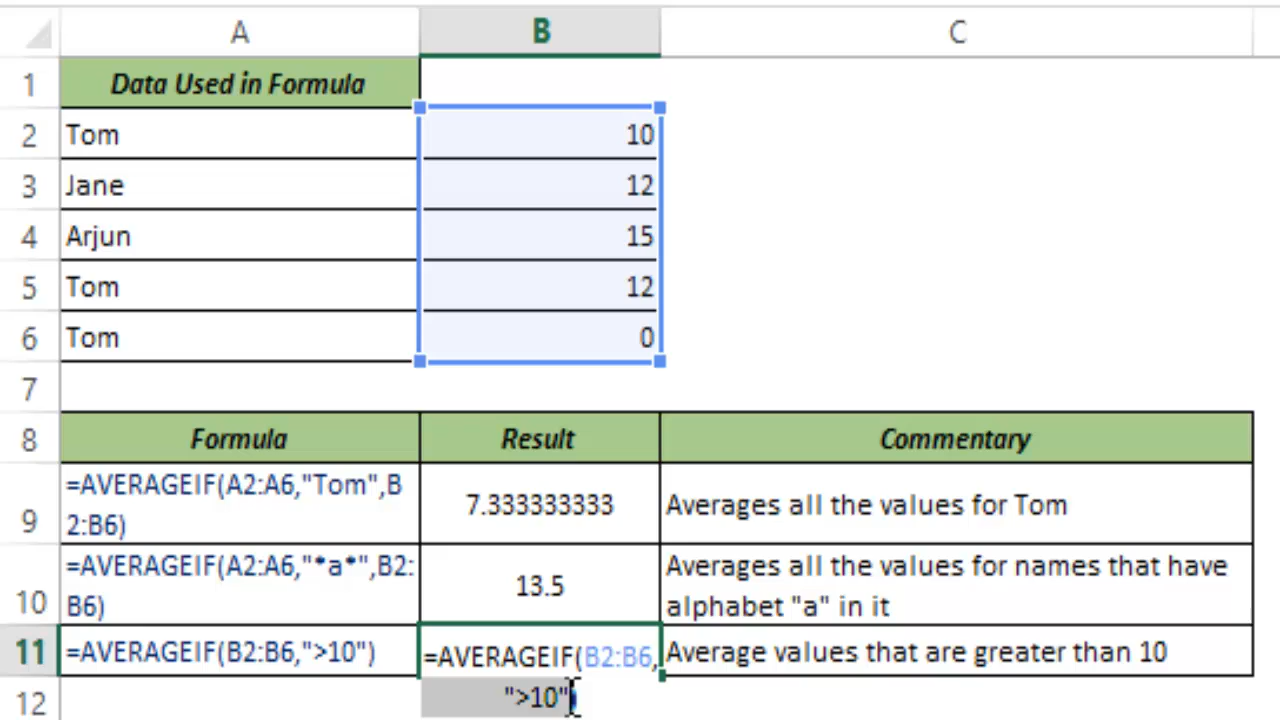 A B C
1 Data Used in Formula
2 Tom 10
3 Jane 12
4 Arjun 15
5 Tom 12
6 Tom 0
7
8 Formula Result Commentary
=AVERAGEIF(A2:A6,"Tom",B
9 2:B6) 7.333333333 Averages all the values for Tom
=AVERAGEIF(A2:A6,"*a*",B2: Averages all the values for names that have
10 B6) 13.5 alphabet "a" in it
11 =AVERAGEIF(B2:B6,">10") =AVERAGEIF(B2:B6, Average values that are greater than 10
12 ">10")